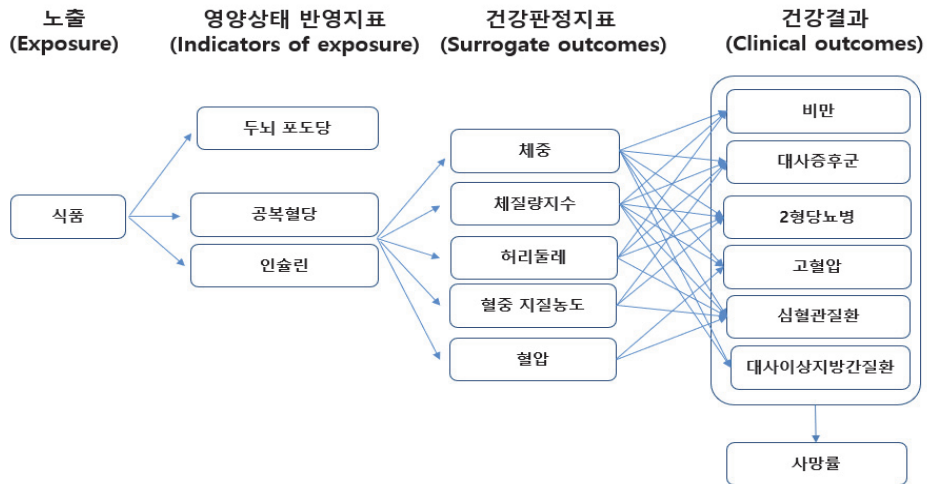 노출
(Exposure)
영양상태 반영지표
(Indicators of exposure)
건강판정지표
(Surrogate outcomes)
건강결과
(Clinical outcomes)
식품
두뇌 포도당
공복혈당
인슐린
체중
체질량지수
허리둘레
혈중 지질농도
혈압
비만
대사증후군
2형당뇨병
고혈압
심혈관질환
대사이상지방간질환
사망률